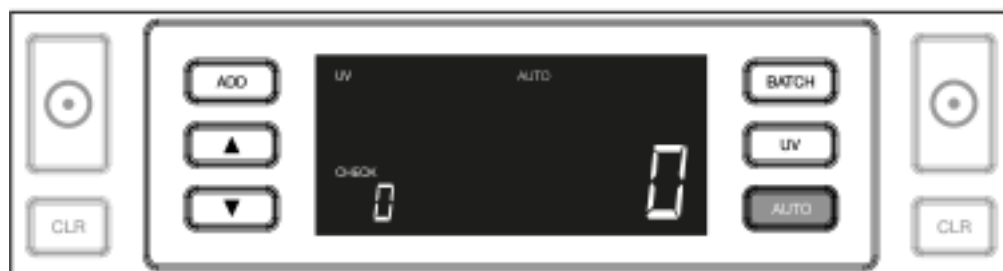 ADD
UV AUTO
BATCH
▲
UV
CHECK
0 0
▼
AUTO
CLR
CLR